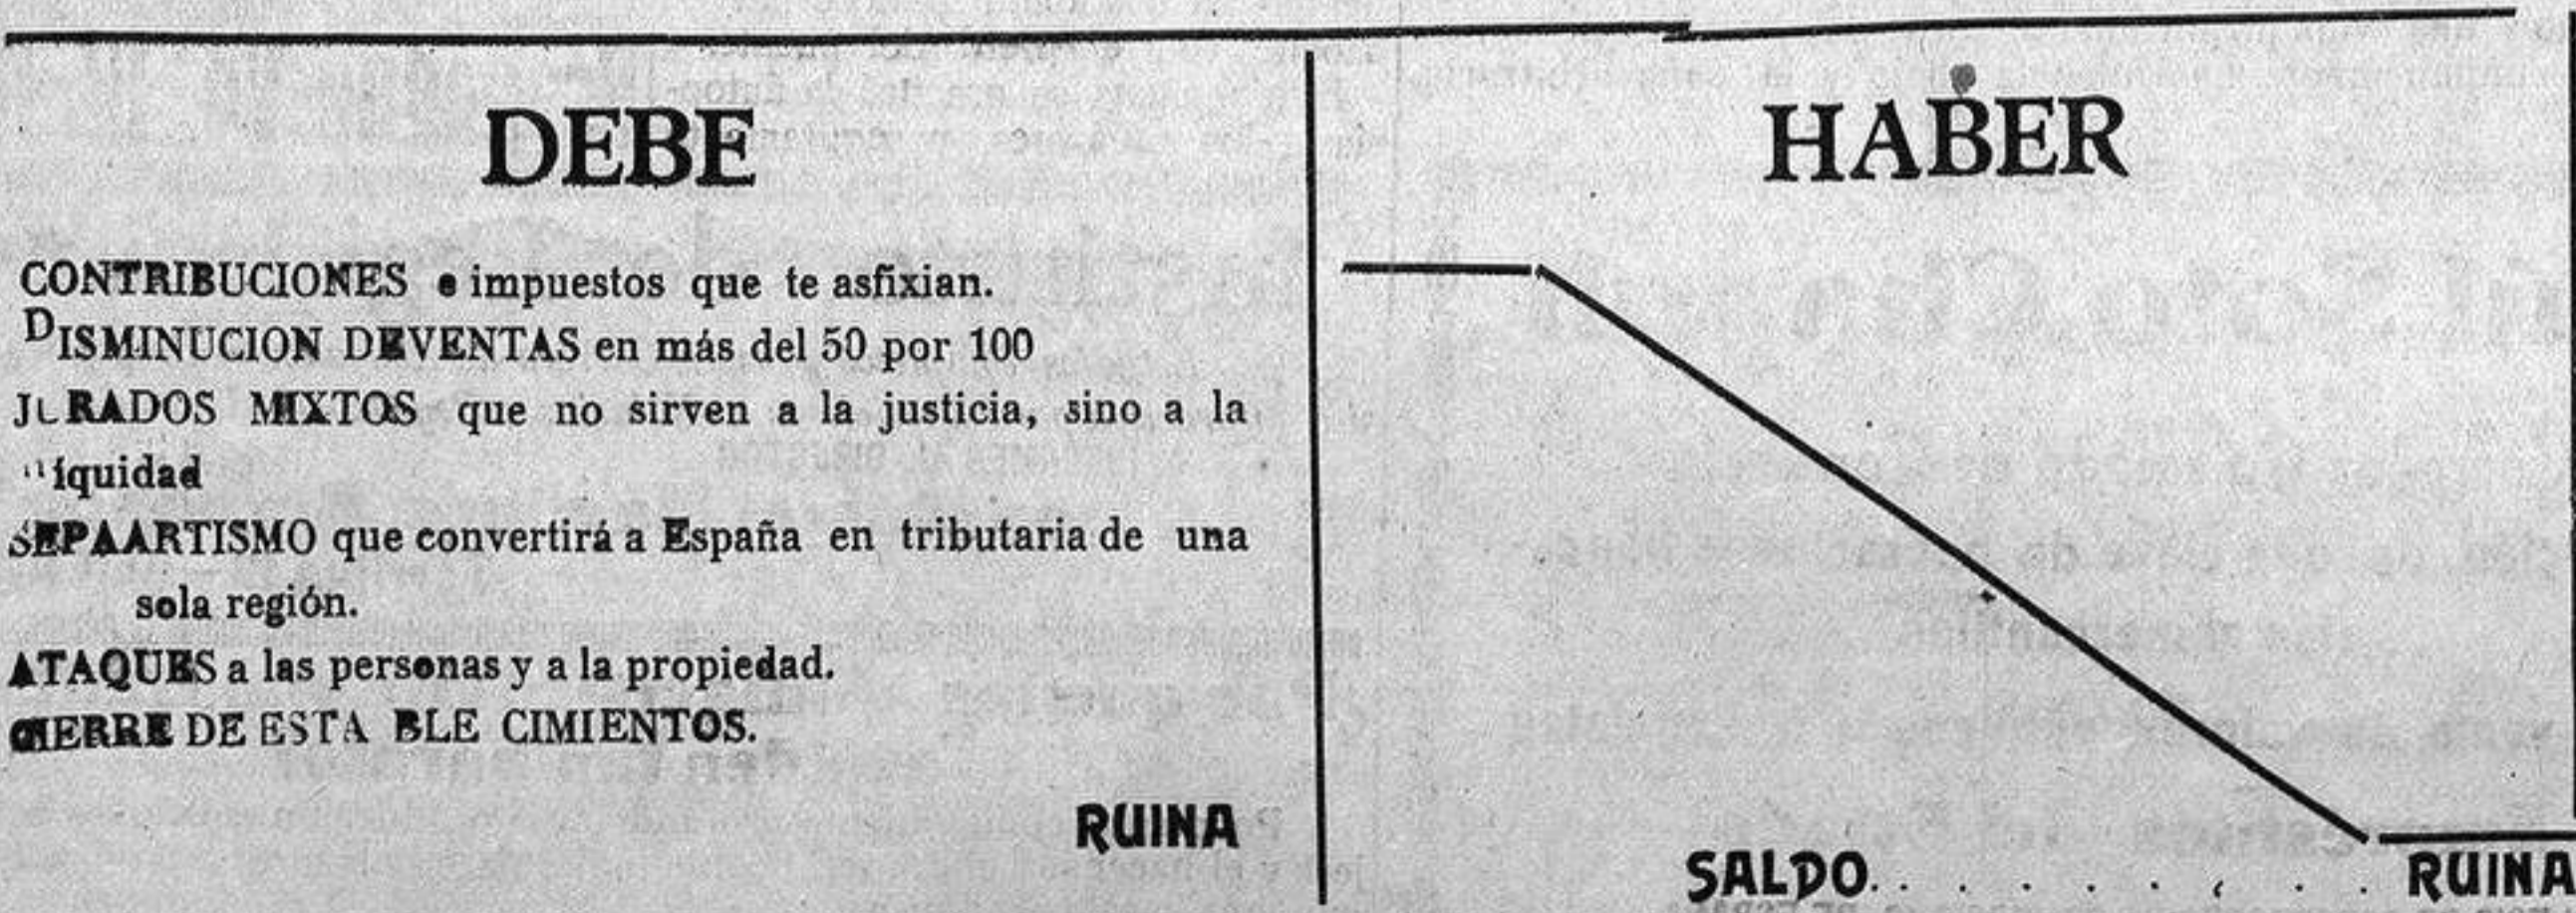 DEBE
CONTRIBUCIONES e impuestos que te asfixian.
DISMINUCION DEVENTAS en más del 50 por 100
JURADOS MIXTOS que no sirven a la justicia, sino a la
iniquidad
SEPAARTISMO que convertirá a España en tributaria de una
sola región.
ATAQUES a las personas y a la propiedad.
CIERRE DE ESTA BLE CIMIENTOS.
RUINA
HABER
SALDO. . . . . . . . . RUINA